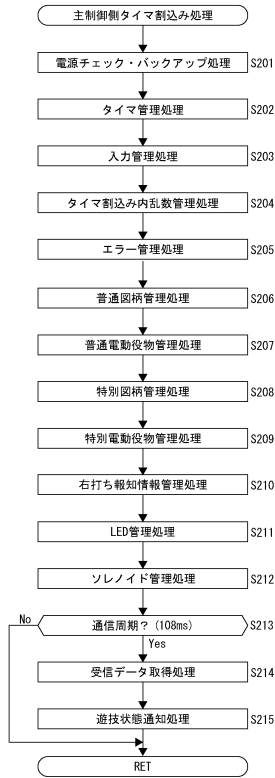 主制御側タイマ割込み処理
電源チェック・バックアップ処理 S201
タイマ管理処理 S202
入力管理処理 S203
タイマ割込み内乱数管理処理 S204
エラー管理処理 S205
普通図柄管理処理 S206
普通電動役物管理処理 S207
特別図柄管理処理 S208
特別電動役物管理処理 S209
右打ち報知情報管理処理 S210
LED管理処理 S211
ソレノイド管理処理 S212
No 通信周期?(108ms) S213
Yes
受信データ取得処理 S214
遊技状態通知処理 S215
RET